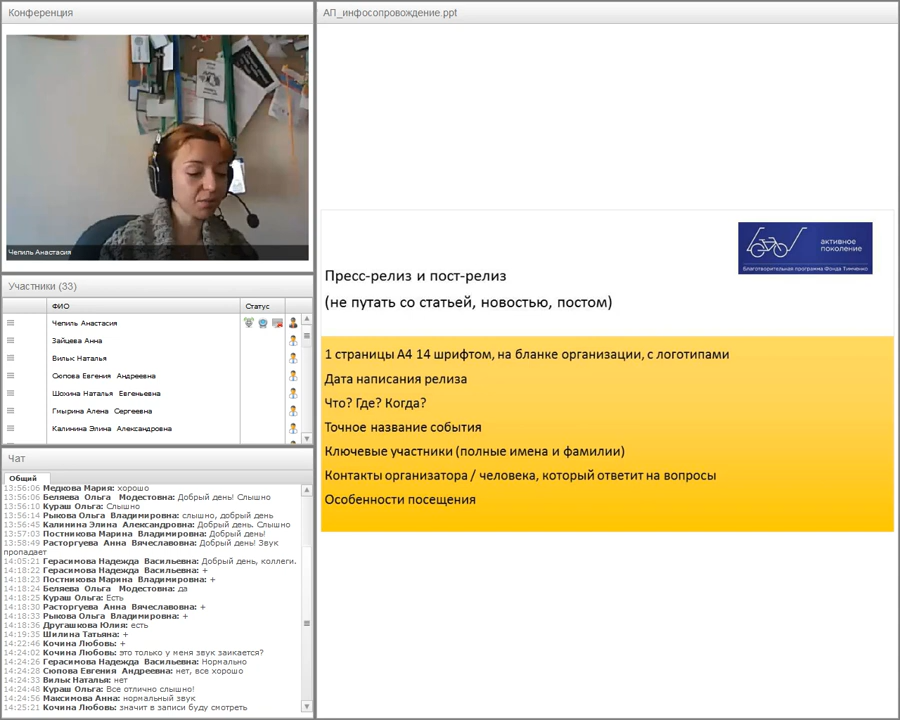 Конференция
Чепиль Анастасия
Участники (33)
ФИО
Статус
Чепиль Анастасия
Зайцева Анна
Вильк Наталья
Сюпова Евгения Андреевна
Шохина Наталья Евгеньевна
Гмырина Алена Сергеевна
Калинина Элина Александровна
Чат
Общий
13:56:06 Медкова Мария: хорошо
13:56:06 Беляева Ольга Модестовна: Добрый день! Слышно
13:56:10 Кураш Ольга: Слышно
13:56:14 Рыкова Ольга Владимировна: слышно, добрый день
13:56:45 Калинина Элина Александровна: Добрый день. Слышно
13:57:03 Постникова Марина Владимировна: Добрый день!
13:58:49 Расторгуева Анна Вячеславовна: Добрый день! Звук
пропадает
14:05:21 Герасимова Надежда Васильевна: Добрый день, коллеги.
14:18:22 Герасимова Надежда Васильевна: +
14:18:23 Постникова Марина Владимировна: +
14:18:24 Беляева Ольга Модестовна: да
14:18:25 Кураш Ольга: Есть
14:18:30 Расторгуева Анна Вячеславовна: +
14:18:33 Рыкова Ольга Владимировна: +
14:18:36 Другашкова Юлия: есть
14:19:35 Шилина Татьяна: +
14:22:46 Кочина Любовь: +
14:24:02 Кочина Любовь: это только у меня звук заикается?
14:24:26 Герасимова Надежда Васильевна: Нормально
14:24:28 Сюпова Евгения Андреевна: нет, все хорошо
14:24:33 Вильк Наталья: нет
14:24:48 Кураш Ольга: Все отлично слышно!
14:24:56 Максимова Анна: нормальный звук
14:25:21 Кочина Любовь: значит в записи буду смотреть
АП_инфосопровождение.ppt
активное
поколение
Благотворительная программа Фонда Тимченко
Пресс-релиз и пост-релиз
(не путать со статьей, новостью, постом)
1 страницы А4 14 шрифтом, на бланке организации, с логотипами
Дата написания релиза
Что? Где? Когда?
Точное название события
Ключевые участники (полные имена и фамилии)
Контакты организатора / человека, который ответит на вопросы
Особенности посещения